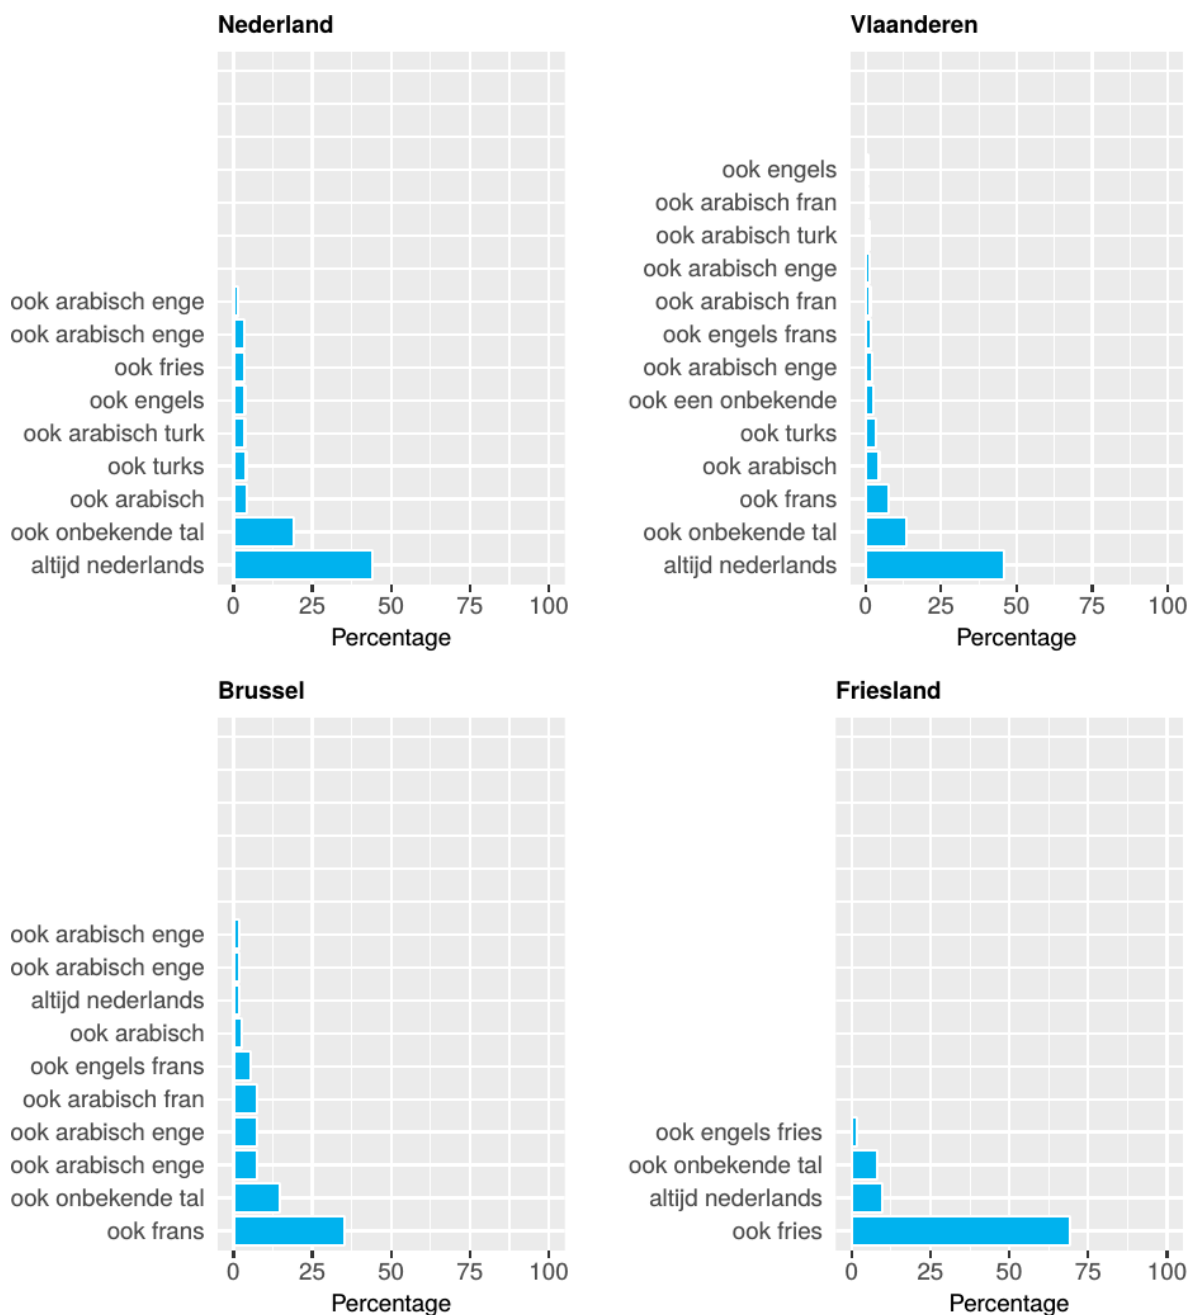 Nederland
ook arabisch enge
ook arabisch enge
ook fries
ook engels
ook arabisch turk
ook turks
ook arabisch
ook onbekende tal
altijd nederlands
0 25 50 75 100
Percentage
Vlaanderen
ook engels
ook arabisch fran
ook arabisch turk
ook arabisch enge
ook arabisch fran
ook engels frans
ook arabisch enge
ook een onbekende
ook turks
ook arabisch
ook frans
ook onbekende tal
altijd nederlands
0 25 50 75 100
Percentage
Brussel
ook arabisch enge
ook arabisch enge
altijd nederlands
ook arabisch
ook engels frans
ook arabisch fran
ook arabisch enge
ook arabisch enge
ook onbekende tal
ook frans
0 25 50 75 100
Percentage
Friesland
ook engels fries
ook onbekende tal
altijd nederlands
ook fries
0 25 50 75 100
Percentage